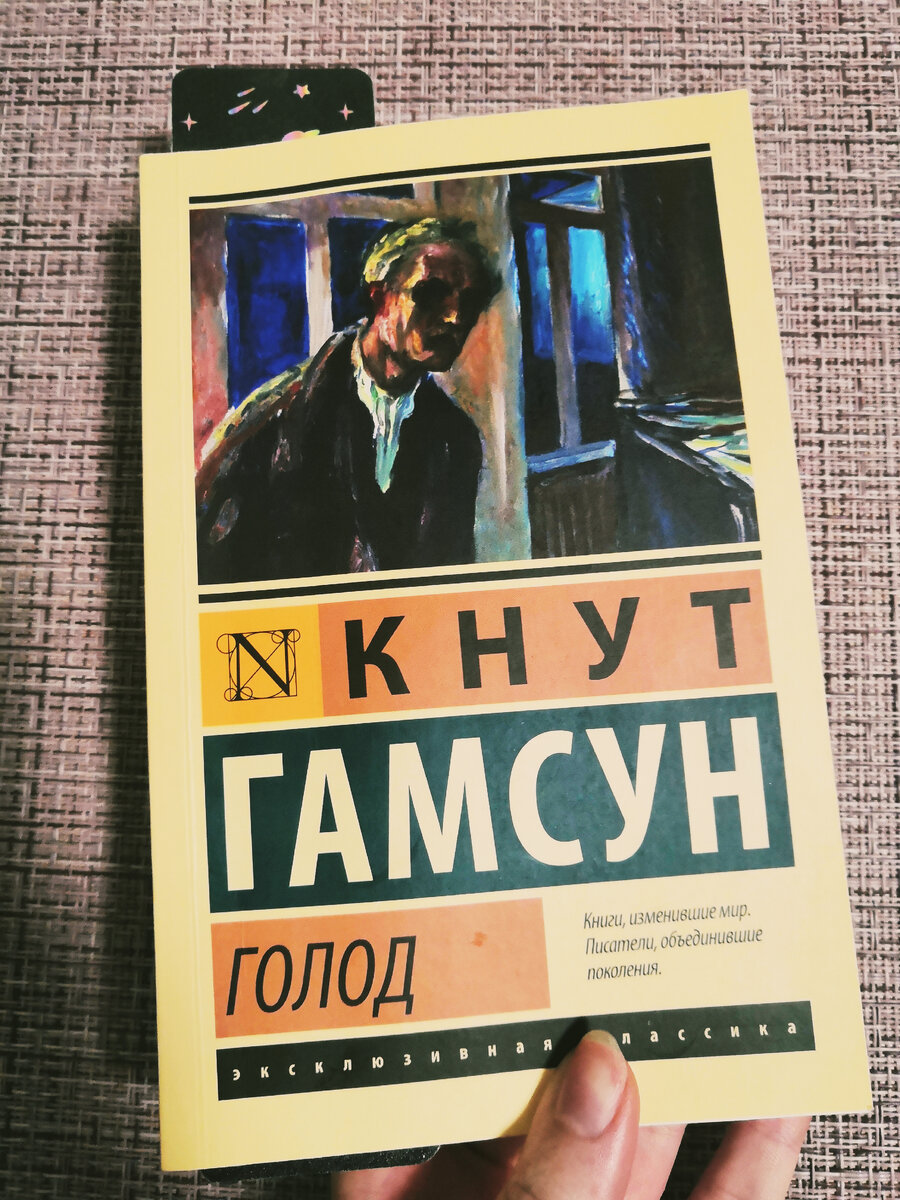 N КНУТ
ГАМСУН
ГОЛОД
Книги, изменившие мир.
Писатели, объединившие
поколения.
эксклюзивная лассика